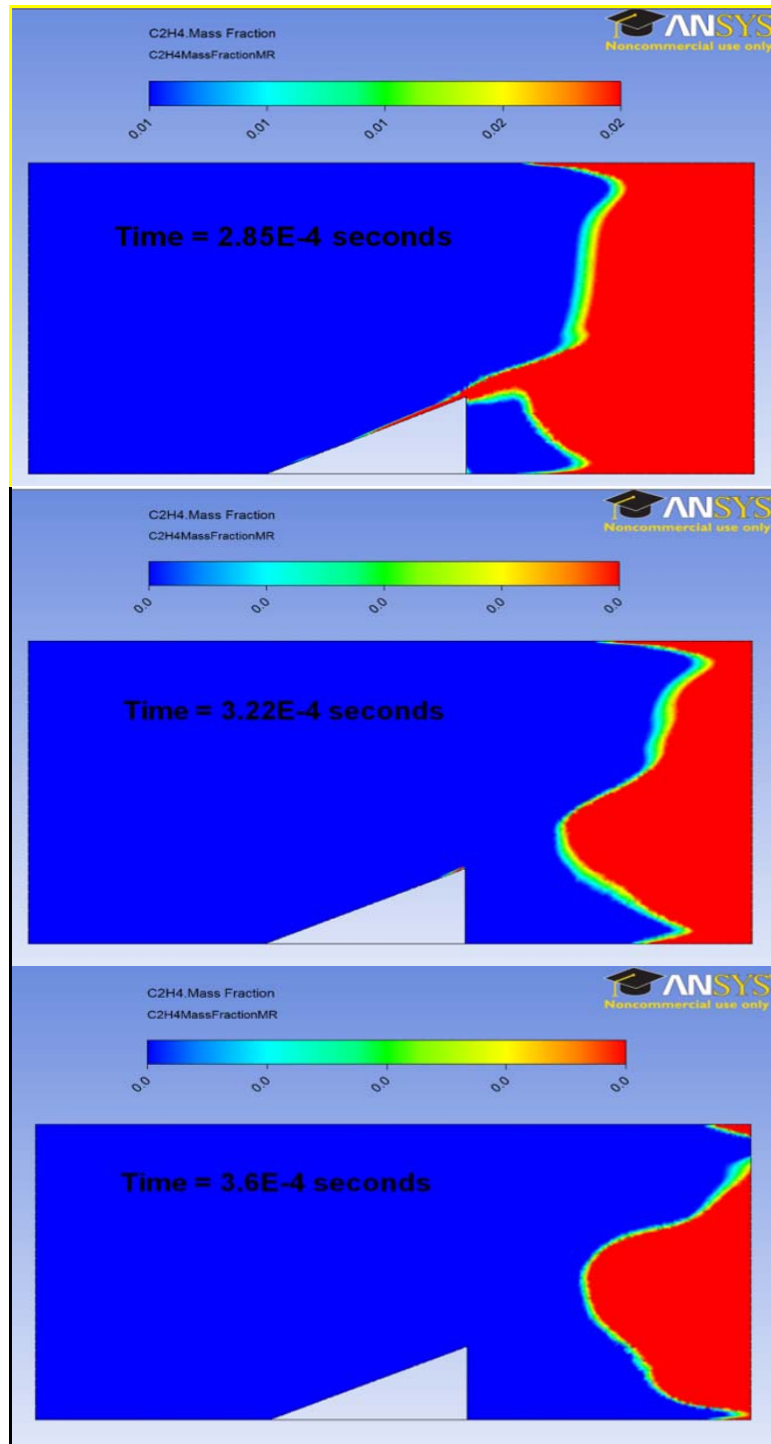 C2H4.Mass Fraction
C2H4MassFractionMR
ANSYS
Noncommercial use only
0.01 0.01 0.01 0.02 0.02
Time = 2.85E-4 seconds
C2H4.Mass Fraction
C2H4MassFractionMR
ANSYS
Noncommercial use only
0.0 0.0 0.0 0.0 0.0
Time = 3.22E-4 seconds
C2H4.Mass Fraction
C2H4MassFractionMR
ANSYS
Noncommercial use only
0.0 0.0 0.0 0.0 0.0
Time = 3.6E-4 seconds